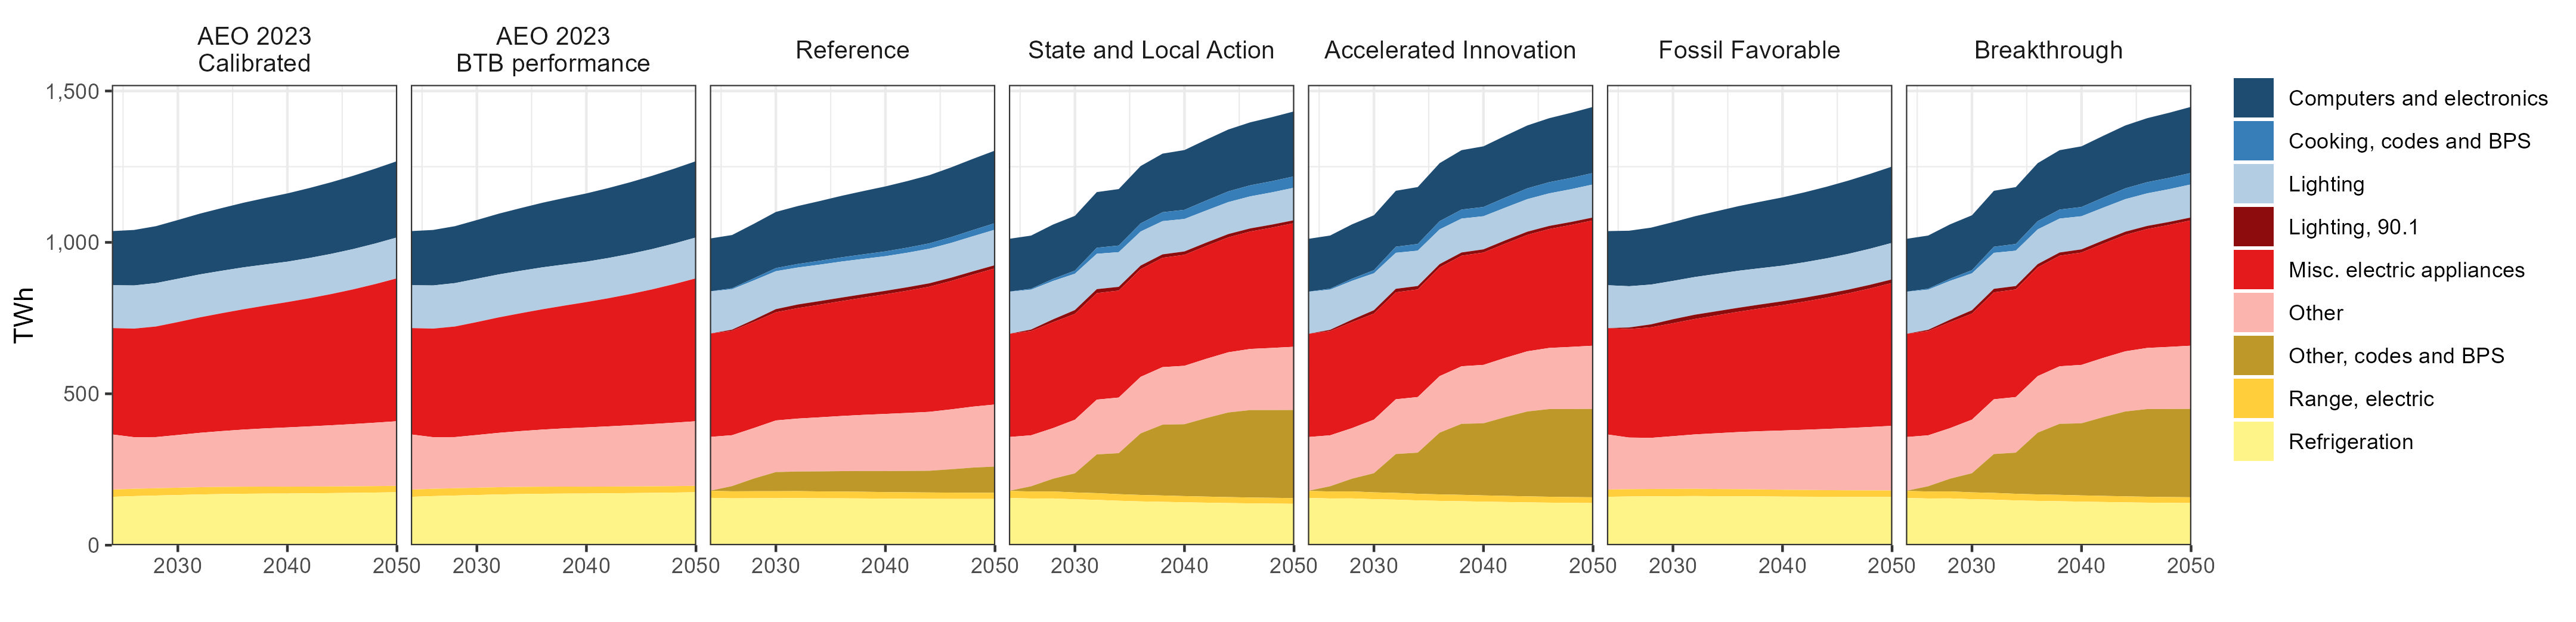 AEO 2023
Calibrated
AEO 2023
BTB performance
Reference
State and Local Action
Accelerated Innovation
Fossil Favorable
Breakthrough
TWh
1,500
1,000
500
0
2030 2040 2050
2030 2040 2050
2030 2040 2050
2030 2040 2050
2030 2040 2050
2030 2040 2050
2030 2040 2050
Computers and electronics
Cooking, codes and BPS
Lighting
Lighting, 90.1
Misc. electric appliances
Other
Other, codes and BPS
Range, electric
Refrigeration